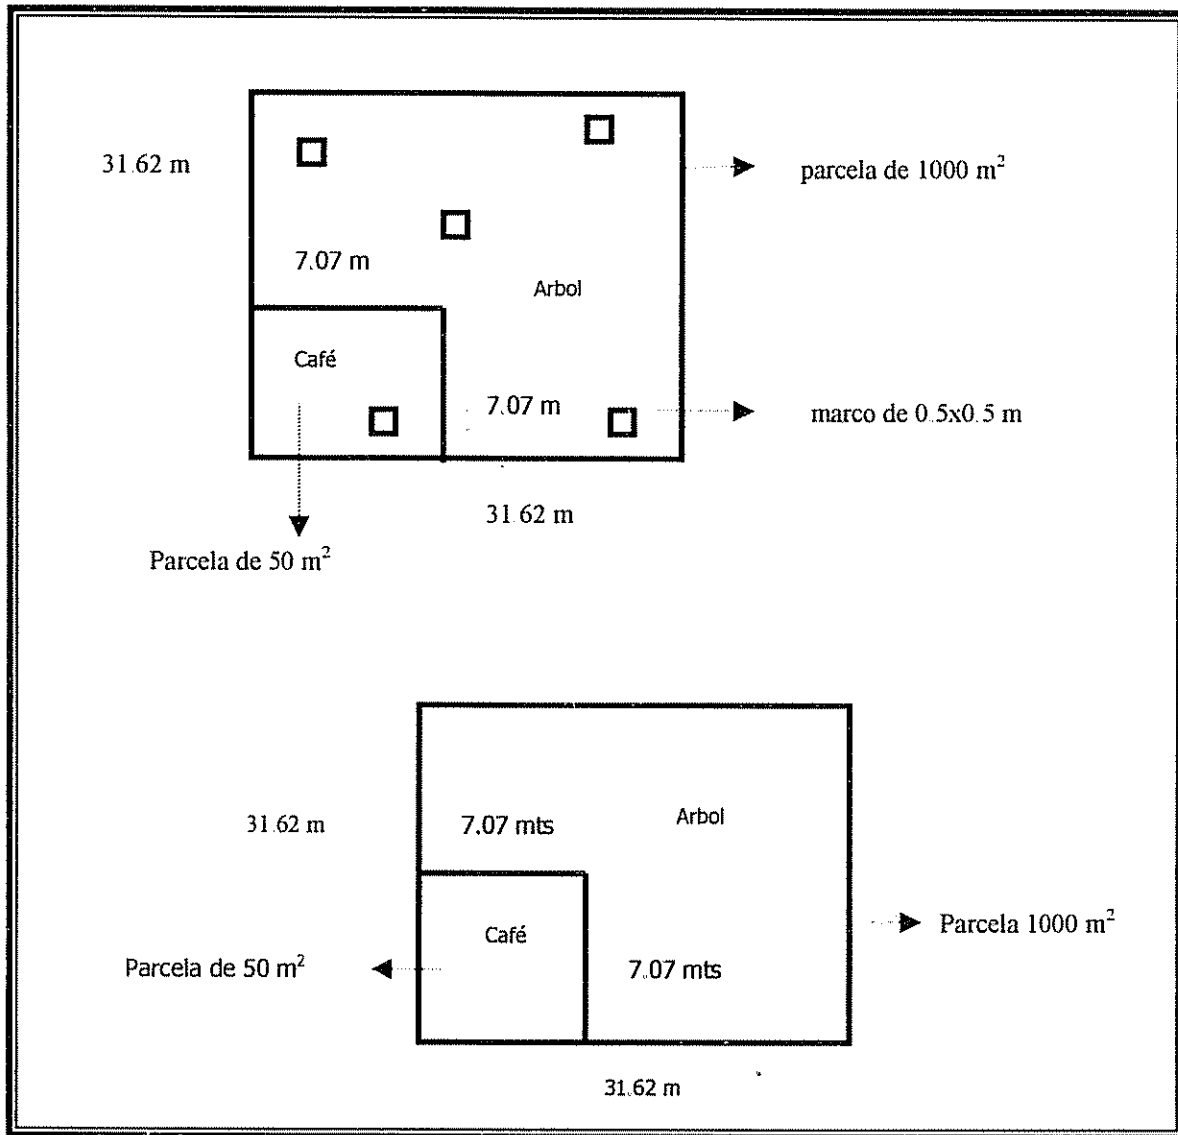 31.62 m
parcela de 1000 m²
7.07 m
Arbol
Café
7.07 m
marco de 0.5x0.5 m
31.62 m
Parcela de 50 m²
31.62 m
7.07 mts
Arbol
Café
Parcela 1000 m²
Parcela de 50 m²
7.07 mts
31.62 m